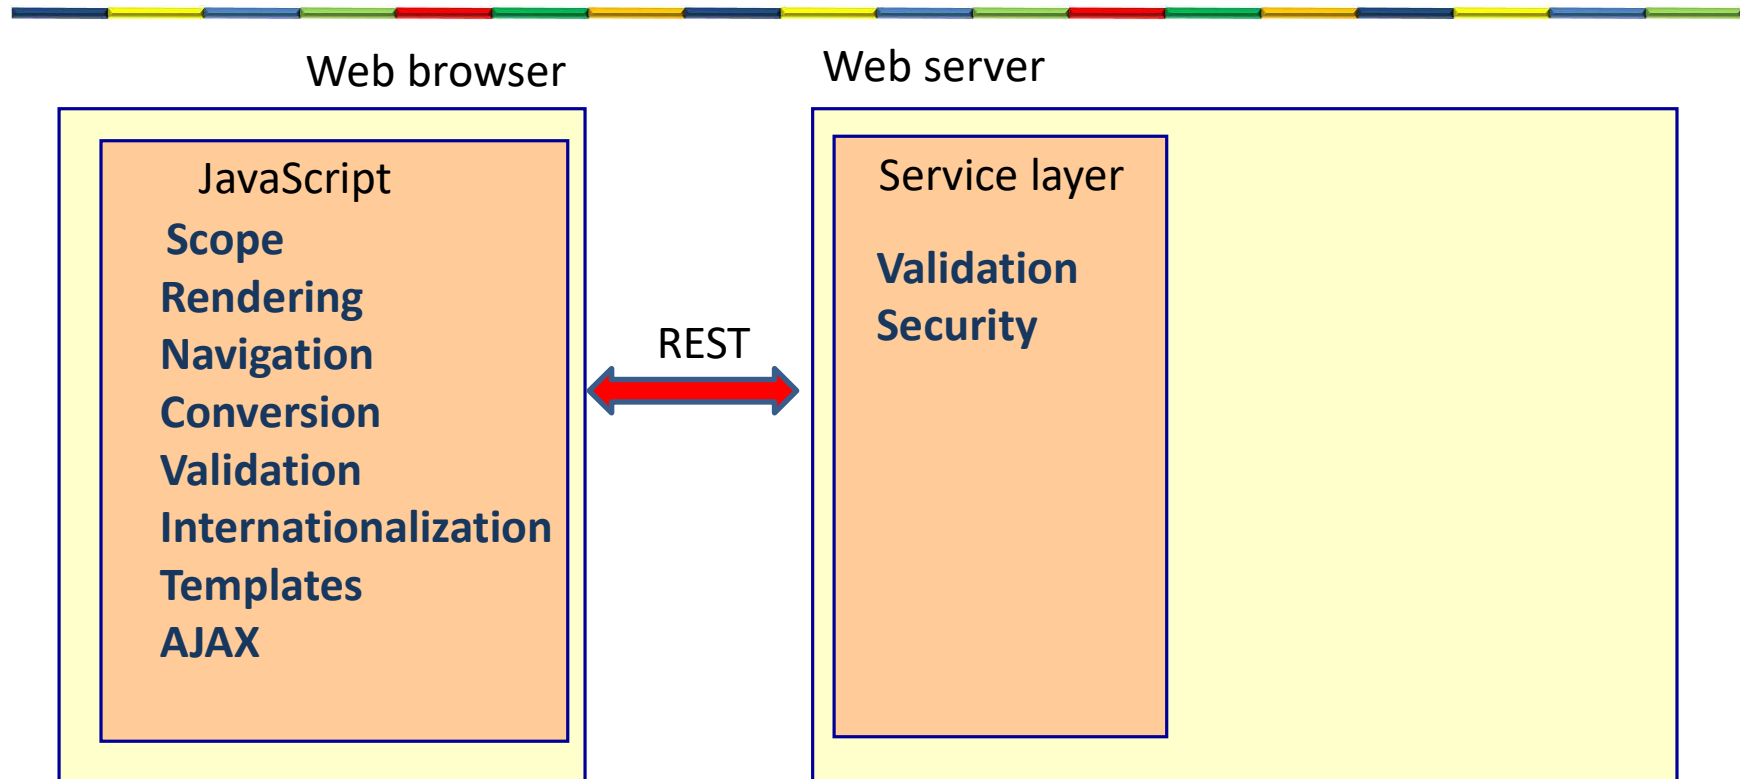 Web browser
JavaScript
Scope
Rendering
Navigation
Conversion
Validation
Internationalization
Templates
AJAX
REST
Web server
Service layer
Validation
Security